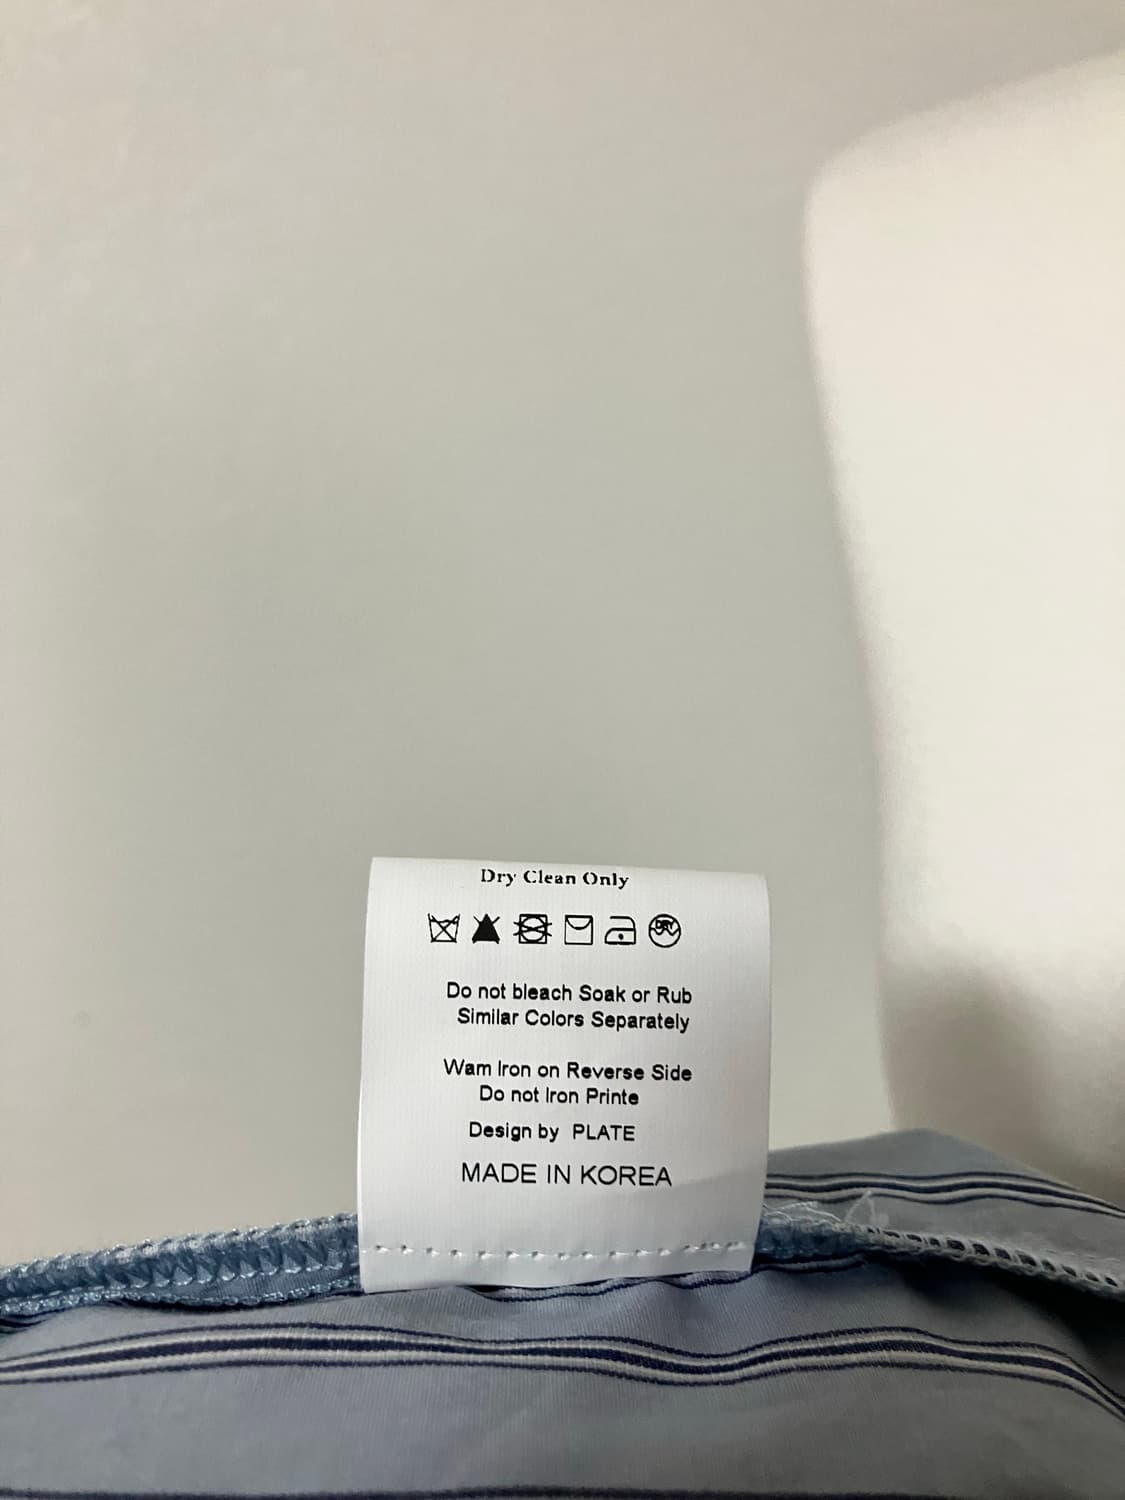 Dry Clean Only
DRY
Do not bleach Soak or Rub
Similar Colors Separately
Wam Iron on Reverse Side
Do not Iron Printe
Design by PLATE
MADE IN KOREA